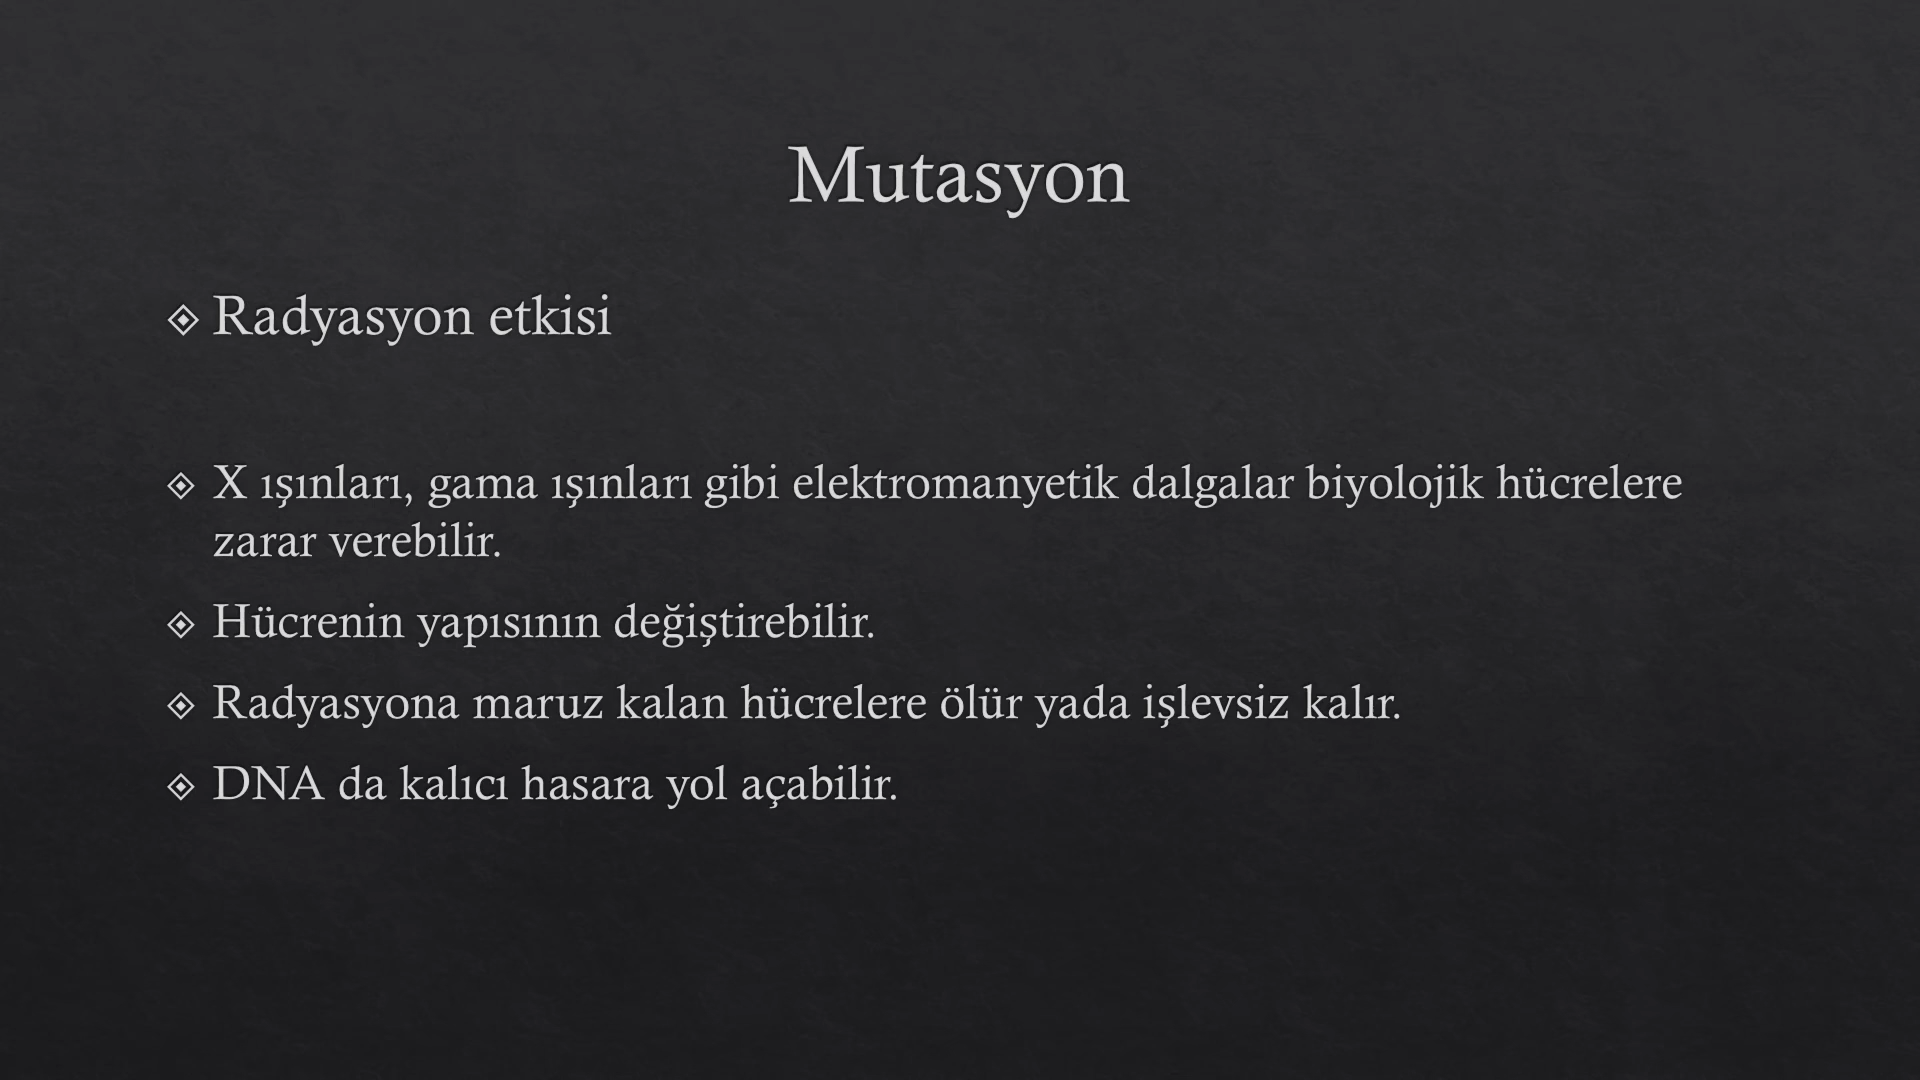 Mutasyon
Radyasyon etkisi
X ışınları, gama ışınları gibi elektromanyetik dalgalar biyolojik hücrelere
zarar verebilir.
Hücrenin yapısının değiştirebilir.
Radyasyona maruz kalan hücrelere ölür yada işlevsiz kalır.
DNA da kalıcı hasara yol açabilir.